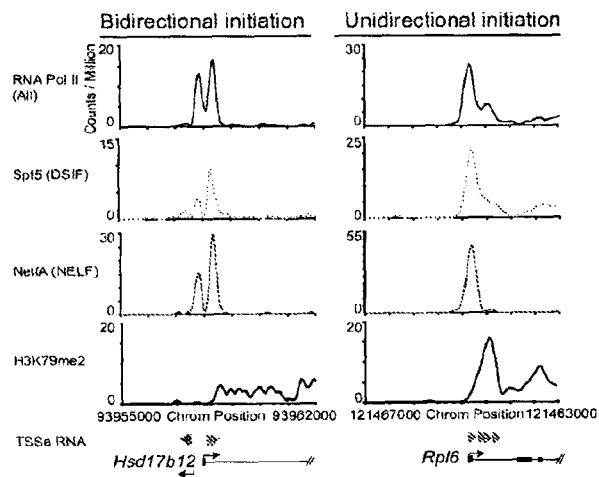 Bidirectional initiation
Unidirectional initiation
RNA Pol II
(All)
Counts / Million
20
0
30
0
Spt5 (DSIF)
15
0
25
0
NelfA (NELF)
30
0
55
0
H3K79me2
20
0
20
0
93955000 Chrom Position 93962000
121467000 Chrom Position 121463000
TSSa RNA
Hsd17b12
Rpl6